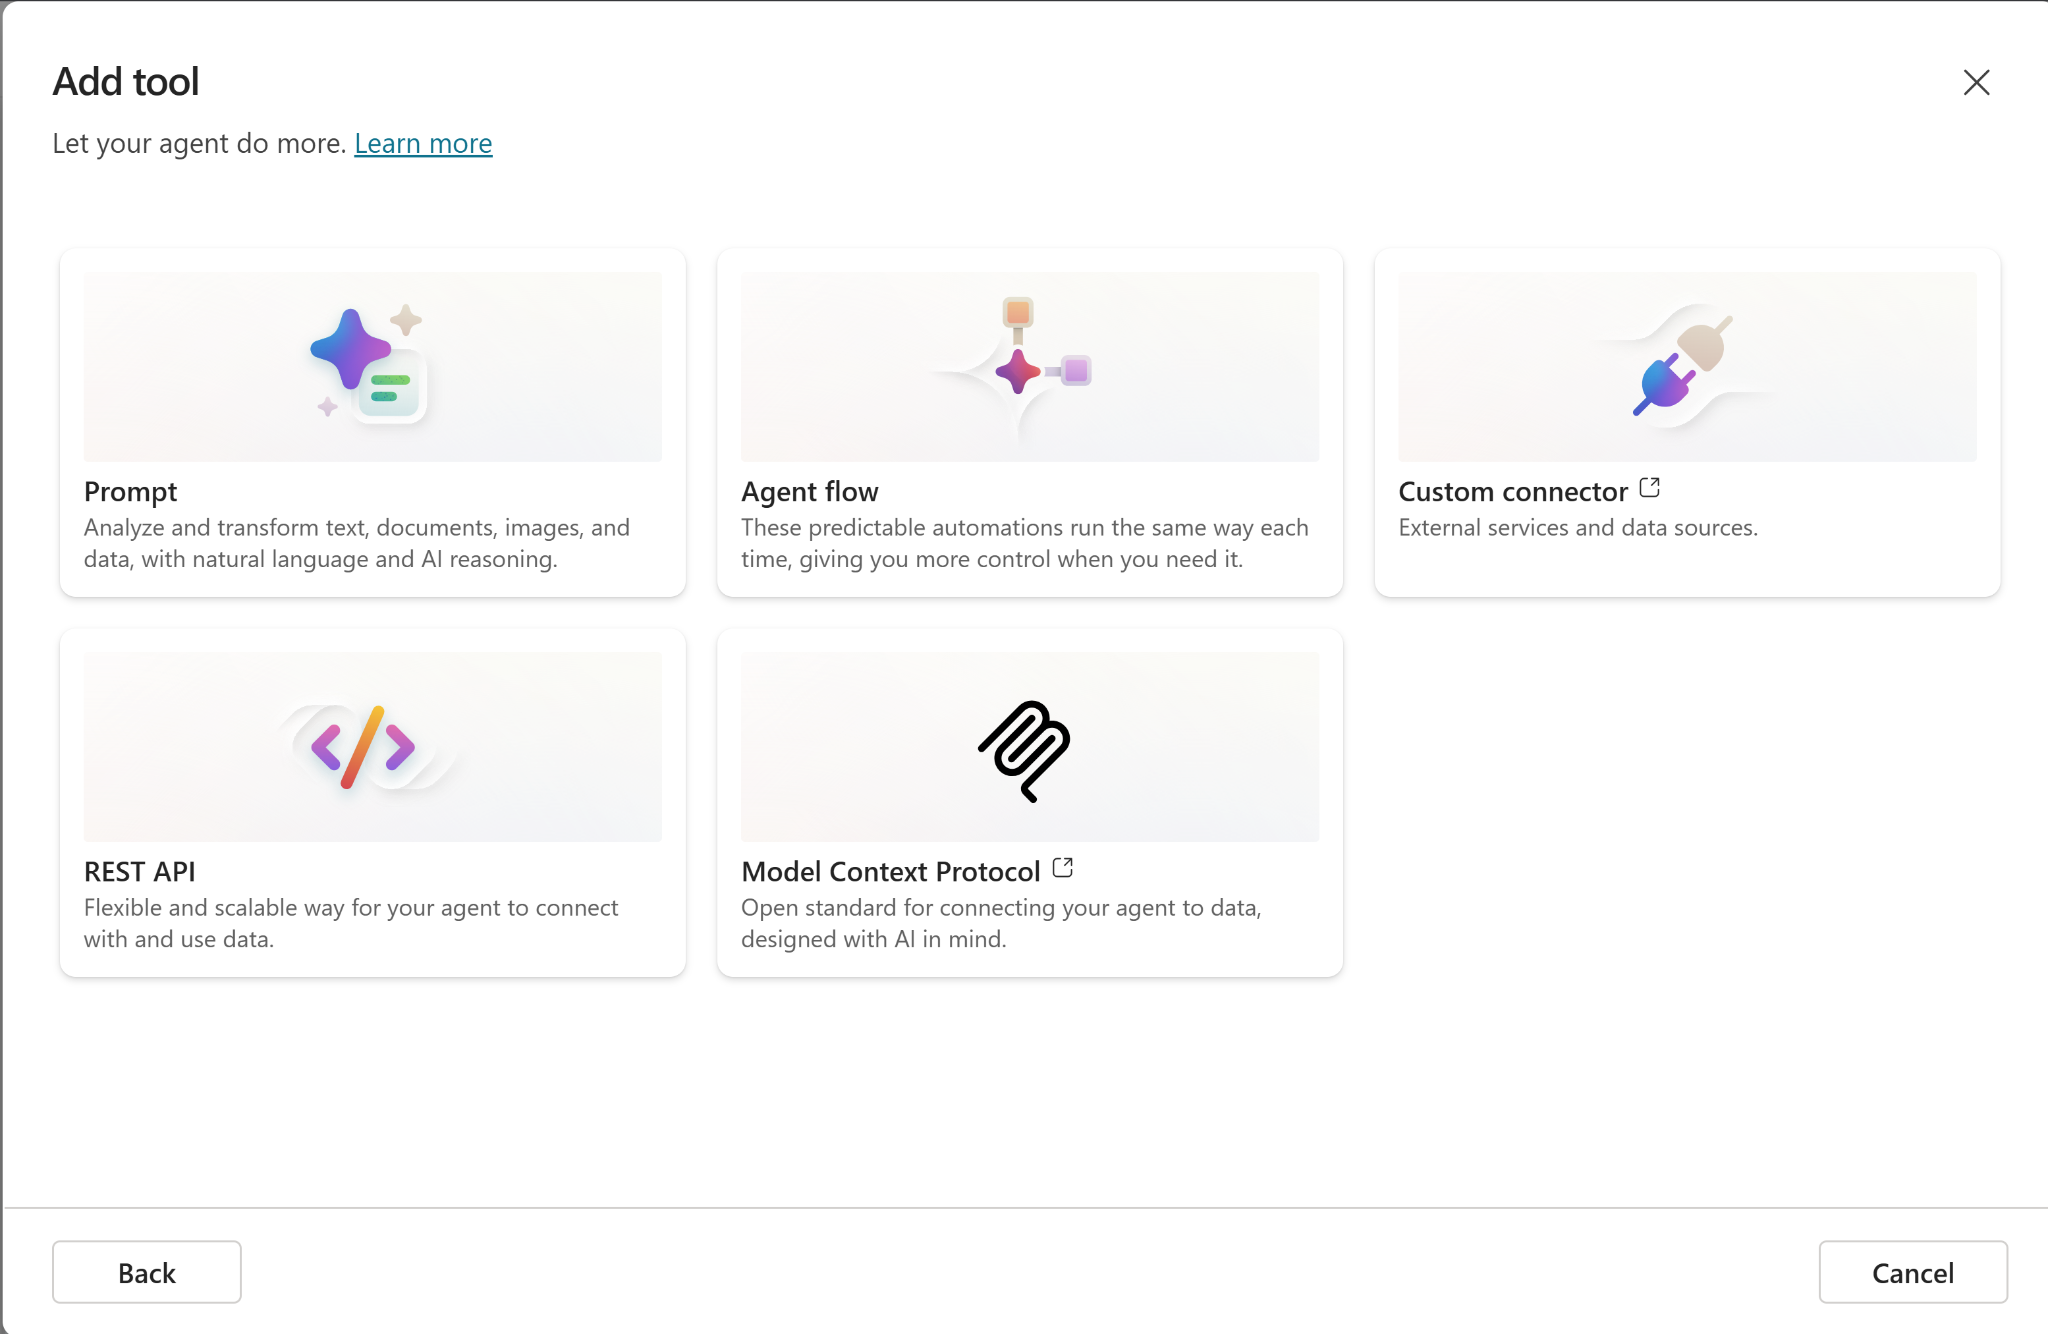 Add tool
Let your agent do more. Learn more
Prompt
Analyze and transform text, documents, images, and
data, with natural language and AI reasoning.
Agent flow
These predictable automations run the same way each
time, giving you more control when you need it.
Custom connector
External services and data sources.
REST API
Flexible and scalable way for your agent to connect
with and use data.
Model Context Protocol
Open standard for connecting your agent to data,
designed with AI in mind.
Back
Cancel